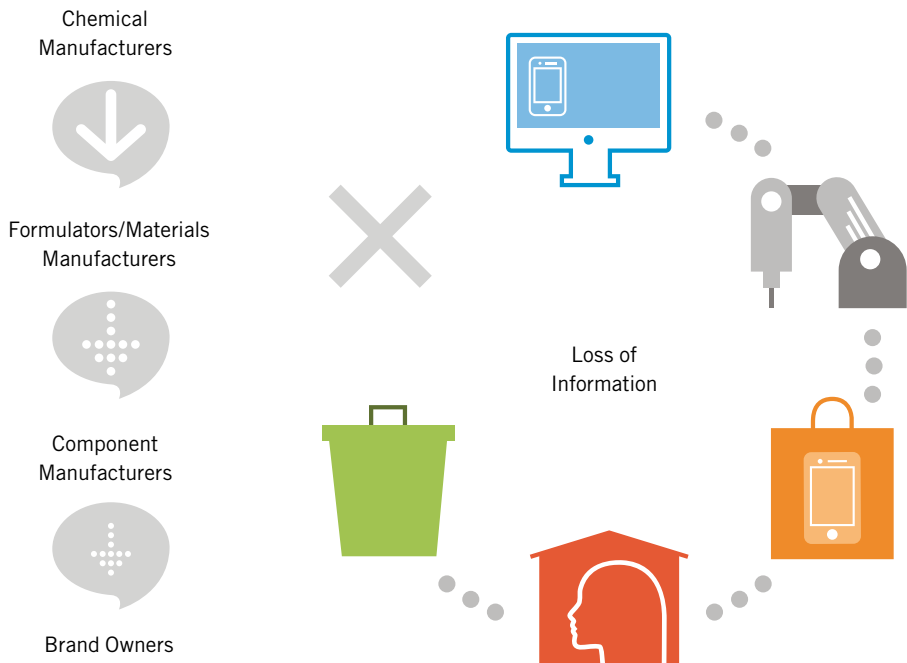 Chemical
Manufacturers
Formulators/Materials
Manufacturers
Component
Manufacturers
Brand Owners
Loss of
Information